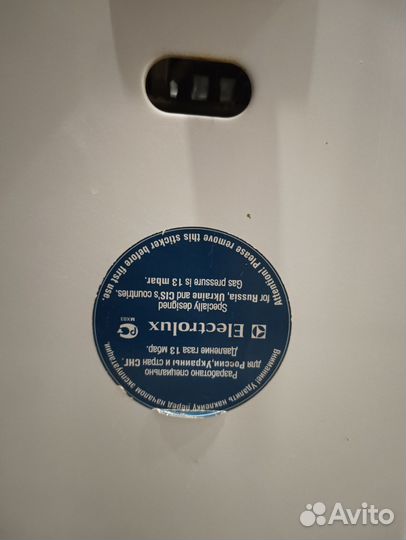 Внимание! Удалить наклейку перед началом эксплуатации.
Разработано специально
для России, Украины и стран СНГ.
Давление газа 13 мбар.
Electrolux
Specially designed
for Russia, Ukraine and CIS's countries.
Gas pressure is 13 mbar.
Attention! Please remove this sticker before first use.
Avito